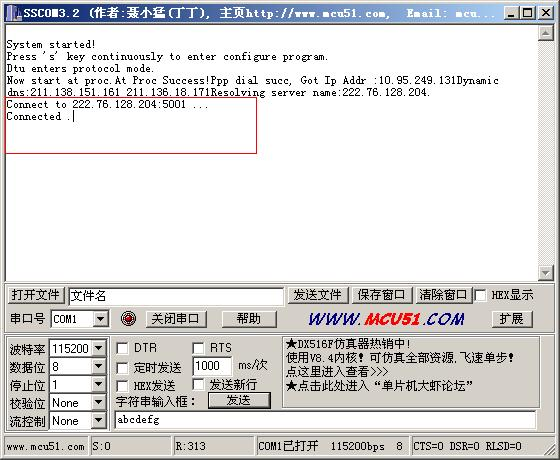 SSCOM3.2 (作者:聂小猛(丁丁), 主页http://www.mcu51.com,  Email: mcu...
System started!
Press 's' key continuously to enter configure program.
Dtu enters protocol mode.
Now start at proc.At Proc Success!Ppp dial succ, Got Ip Addr :10.95.249.131Dynamic
dns:211.138.151.161 211.136.18.171Resolving server name:222.76.128.204.
Connect to 222.76.128.204:5001 ...
Connected .
打开文件 文件名 发送文件 保存窗口 清除窗口 HEX显示
串口号 COM1 关闭串口 帮助 WWW.MCU51.COM 扩展
波特率 115200 DTR RTS
数据位 8 定时发送 1000 ms/次
停止位 1 HEX发送 发送新行
校验位 None 字符串输入框: 发送
流控制 None abcdefg
★DX516F仿真器热销中!
使用V8.4内核! 可仿真全部资源,飞速单步!
点这里进入查看>>>
★点击此处进入“单片机大虾论坛”
www.mcu51.com S:0 R:313 COM1已打开 115200bps 8 CTS=0 DSR=0 RLSD=0